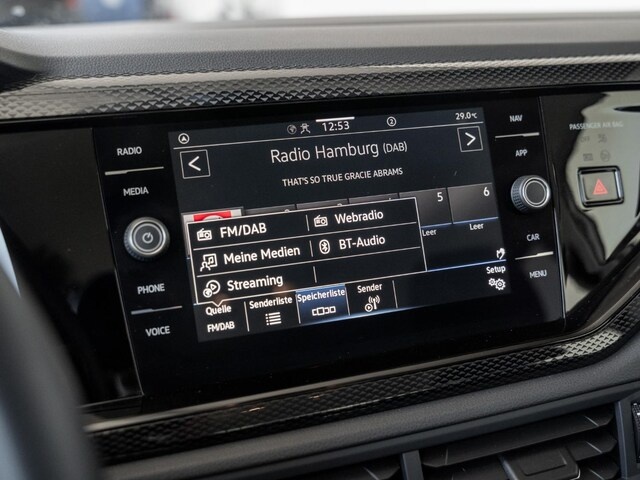 RADIO
MEDIA
PHONE
VOICE
12:53
2
29.0°C
Radio Hamburg (DAB)
THAT'S SO TRUE GRACIE ABRAMS
5
6
Leer
Leer
FM/DAB
Webradio
Meine Medien
BT-Audio
Streaming
Quelle
FM/DAB
Senderliste
Speicherliste
Sender
Setup
NAV
APP
CAR
MENU
PASSENGER AIR BAG